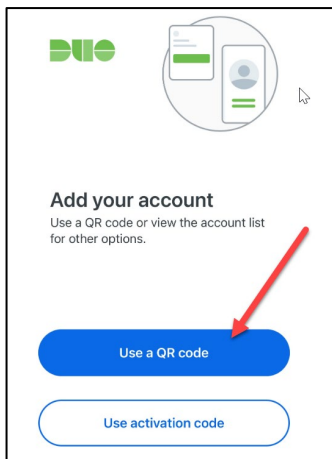 DUO
Add your account
Use a QR code or view the account list
for other options.
Use a QR code
Use activation code